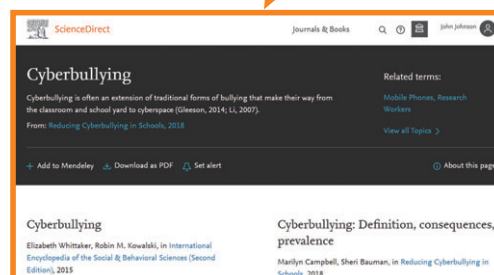 ScienceDirect
Journals & Books
John Johnson
Cyberbullying
Cyberbullying is often an extension of traditional forms of bullying that make their way from
the classroom and school yard to cyberspace (Gleeson, 2014; Li, 2007).
From: Reducing Cyberbullying in Schools, 2018
Related terms:
Mobile Phones, Research
Workers
View all Topics >
+ Add to Mendeley
Download as PDF
Set alert
About this page
Cyberbullying
Elizabeth Whittaker, Robin M. Kowalski, in International
Encyclopedia of the Social & Behavioral Sciences (Second
Edition), 2015
Cyberbullying: Definition, consequences,
prevalence
Marilyn Campbell, Sheri Bauman, in Reducing Cyberbullying in
Schools, 2018